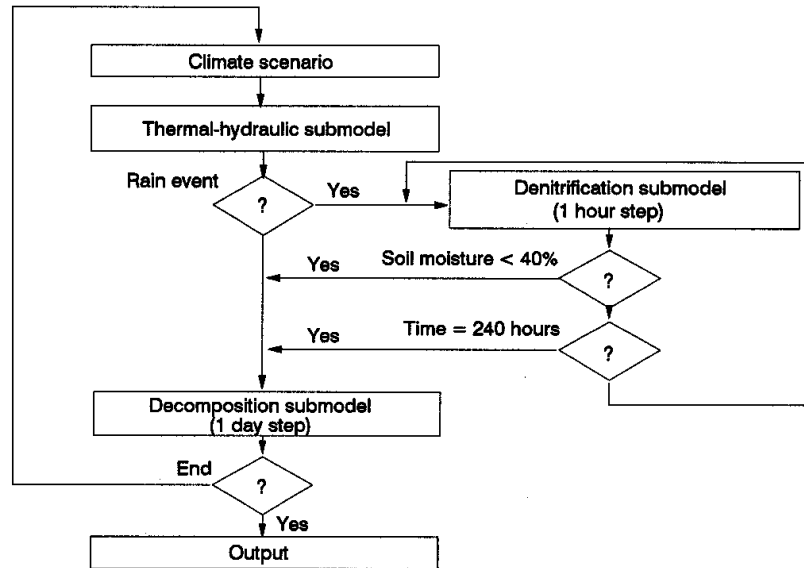 Climate scenario
Thermal-hydraulic submodel
Rain event
?
Yes
Denitrification submodel
(1 hour step)
Yes
Soil moisture < 40%
?
Yes
Time = 240 hours
?
Decomposition submodel
(1 day step)
End
?
Yes
Output